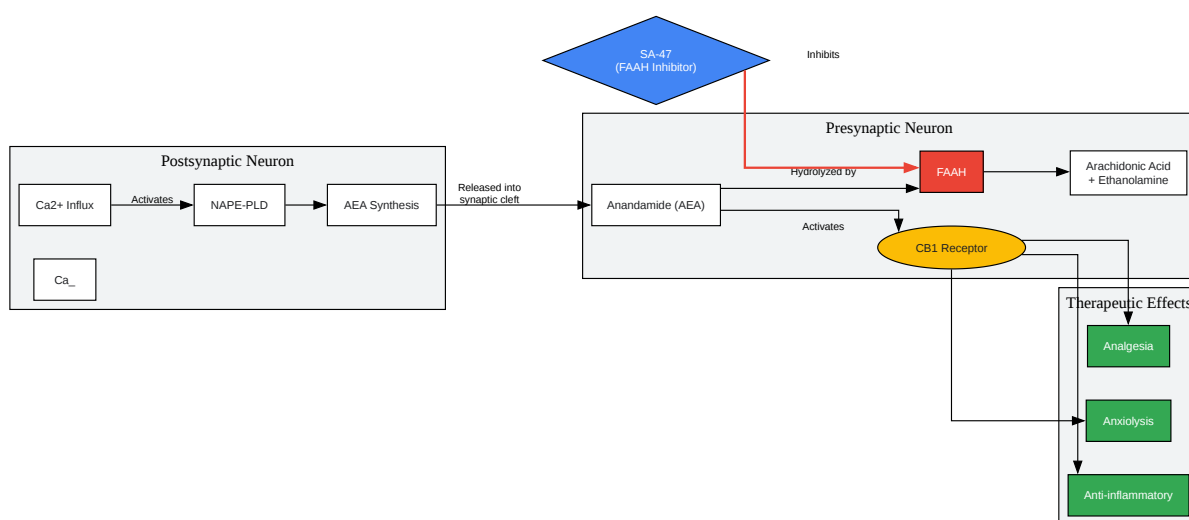 SA-47
(FAAH Inhibitor)
Inhibits
Presynaptic Neuron
Postsynaptic Neuron
Ca2+ Influx
Activates
NAPE-PLD
AEA Synthesis
Released into
synaptic cleft
Anandamide (AEA)
Hydrolyzed by
FAAH
Arachidonic Acid
+ Ethanolamine
Activates
CB1 Receptor
Ca_
Therapeutic Effects
Analgesia
Anxiolysis
Anti-inflammatory